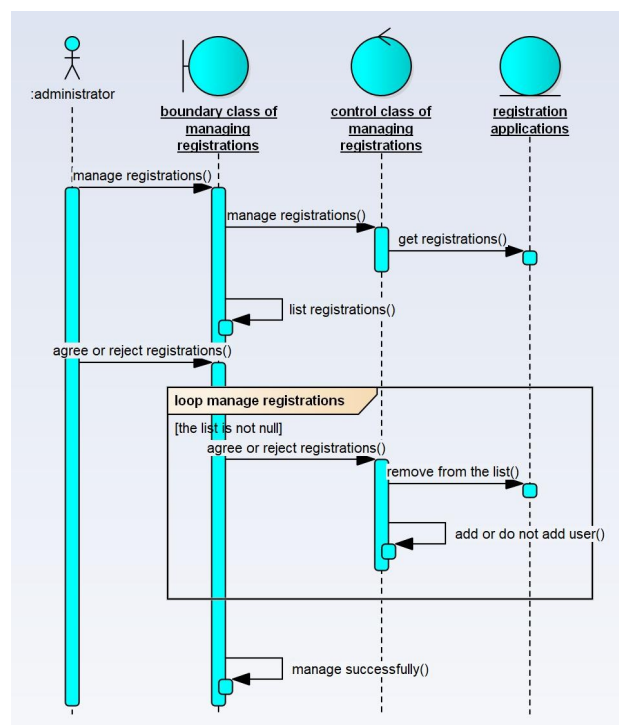 :administrator
boundary class of
managing
registrations
control class of
managing
registrations
registration
applications
manage registrations()
manage registrations()
get registrations()
list registrations()
agree or reject registrations()
loop manage registrations
[the list is not null]
agree or reject registrations()
remove from the list()
add or do not add user()
manage successfully()